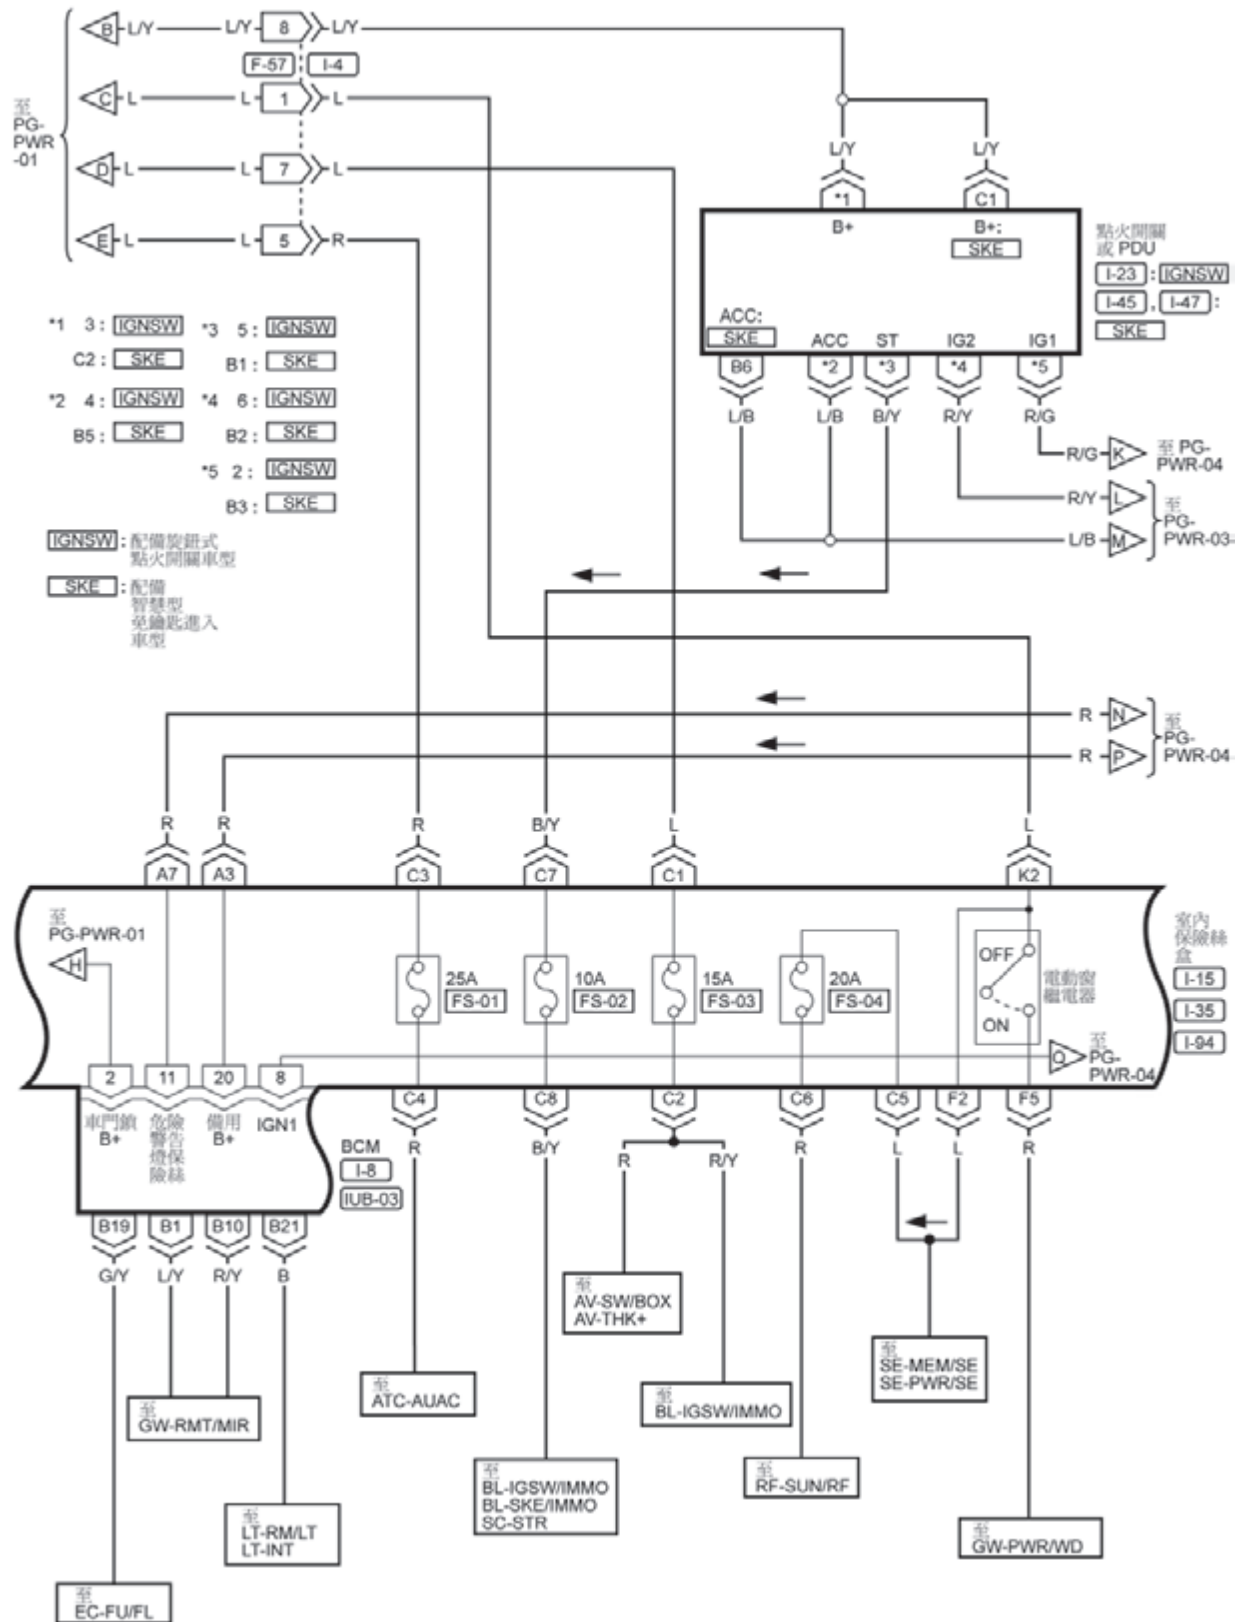 B L/Y L/Y 8 L/Y
F-57 I-4
C L L 1 L
至
PG-
PWR
-01
D L L 7 L
E L L 5 R
L/Y L/Y
*1 C1
B+ B+:
SKE
點火開關
或 PDU
I-23 : IGNSW
I-45 , I-47 :
SKE
ACC:
SKE ACC ST IG2 IG1
B6 *2 *3 *4 *5
L/B L/B B/Y R/Y R/G
*1 3 : IGNSW *3 5 : IGNSW
C2 : SKE B1 : SKE
*2 4 : IGNSW *4 6 : IGNSW
B5 : SKE B2 : SKE
*5 2 : IGNSW
B3 : SKE
R/G K 至 PG-
PWR-04
R/Y L
L/B M
至
PG-
PWR-03
IGNSW : 配備旋鈕式
點火開關車型
SKE : 配備
智慧型
免鑰匙進入
車型
R N
R P
至
PG-
PWR-04
R R R B/Y L L
A7 A3 C3 C7 C1 K2
至
PG-PWR-01
H
25A
FS-01
10A
FS-02
15A
FS-03
20A
FS-04
OFF
ON
電動窗
繼電器
室內
保險絲
盒
I-15
I-35
I-94
Q 至
PG-
PWR-04
2 11 20 8
車門鎖
B+
危險
警告
燈保
險絲
備用
B+
IGN1
C4 C8 C2 C6 C5 F2 F5
R B/Y R R/Y R L L R
BCM
I-8
IUB-03
B19 B1 B10 B21
G/Y L/Y R/Y B
至
AV-SW/BOX
AV-THK+
至
SE-MEM/SE
SE-PWR/SE
至
ATC-AUAC
至
BL-IGSW/IMMO
至
GW-RMT/MIR
至
BL-IGSW/IMMO
BL-SKE/IMMO
SC-STR
至
RF-SUN/RF
至
LT-RM/LT
LT-INT
至
GW-PWR/WD
至
EC-FU/FL